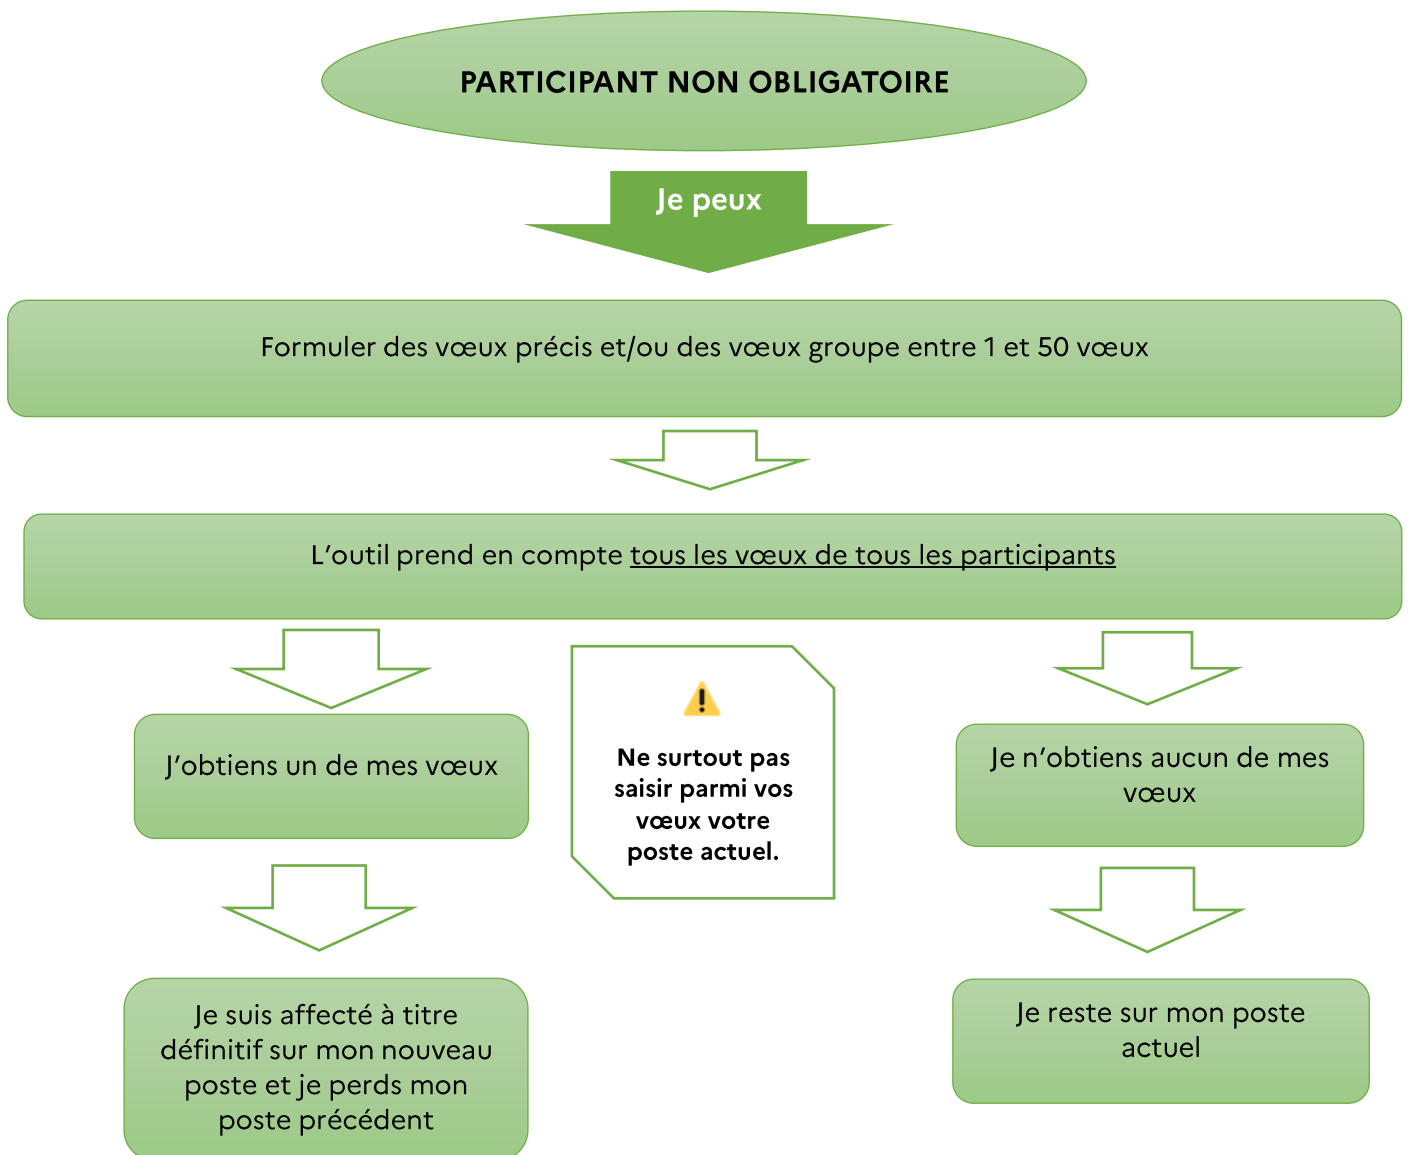 PARTICIPANT NON OBLIGATOIRE
Je peux
Formuler des vœux précis et/ou des vœux groupe entre 1 et 50 vœux
L’outil prend en compte tous les vœux de tous les participants
J’obtiens un de mes vœux
Ne surtout pas
saisir parmi vos
vœux votre
poste actuel.
Je n’obtiens aucun de mes
vœux
Je suis affecté à titre
définitif sur mon nouveau
poste et je perds mon
poste précédent
Je reste sur mon poste
actuel